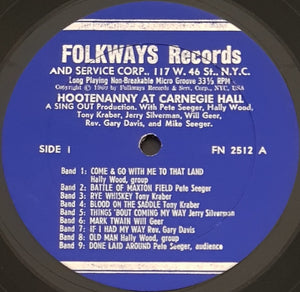 FOLKWAYS Records
AND SERVICE CORP., 117 W. 46 St., N.Y.C.
Long Playing Non-Breakable Micro Groove 33⅓ RPM
Copyright © 1960 by Folkways Records & Serv. Corp., NYC, USA
HOOTENANNY AT CARNEGIE HALL
A SING OUT Production. With Pete Seeger, Hally Wood,
Tony Kraber, Jerry Silverman, Will Geer,
Rev. Gary Davis, and Mike Seeger.
SIDE I FN 2512 A
Band 1: COME & GO WITH ME TO THAT LAND
Hally Wood, group
Band 2: BATTLE OF MAXTON FIELD Pete Seeger
Band 3: RYE WHISKEY Tony Kraber
Band 4: BLOOD ON THE SADDLE Tony Kraber
Band 5: THINGS 'BOUT COMING MY WAY Jerry Silverman
Band 6: MARK TWAIN Will Geer
Band 7: IF I HAD MY WAY Rev. Gary Davis
Band 8: OLD MAN Hally Wood, group
Band 9: DONE LAID AROUND Pete Seeger, audience